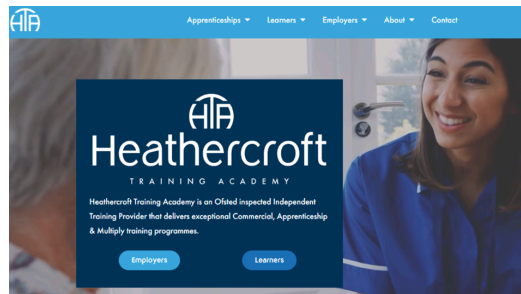 HTA
Apprenticeships Learners Employers About Contact
HTA
Heathercroft
TRAINING ACADEMY
Heathercroft Training Academy is an Ofsted inspected Independent
Training Provider that delivers exceptional Commercial, Apprenticeship
& Multiply training programmes.
Employers Learners